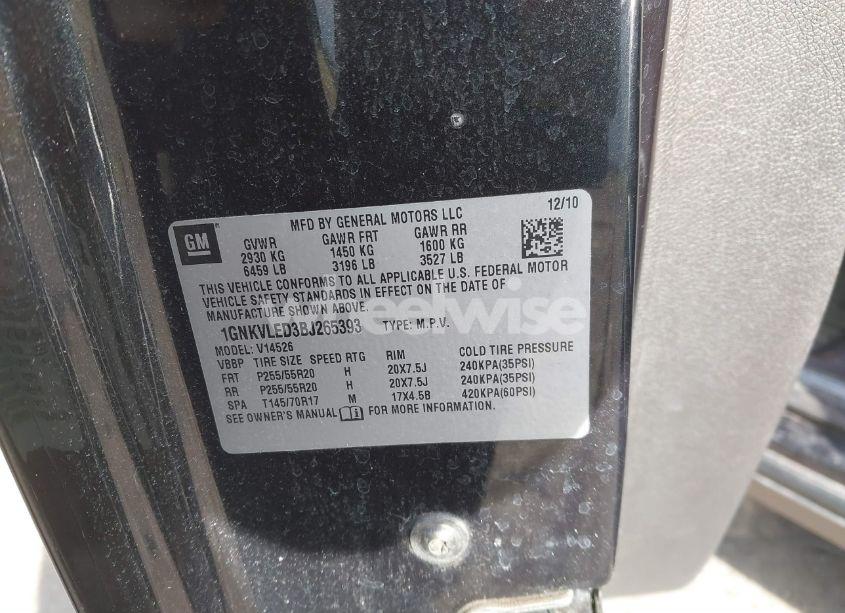 12/10
MFD BY GENERAL MOTORS LLC
GM
GVWR GAWR FRT GAWR RR
2930 KG 1450 KG 1600 KG
6459 LB 3196 LB 3527 LB
THIS VEHICLE CONFORMS TO ALL APPLICABLE U.S. FEDERAL MOTOR
VEHICLE SAFETY STANDARDS IN EFFECT ON THE DATE OF
MANUFACTURE SHOWN ABOVE.
1GNKVLED3BJ265393 TYPE: M.P.V.
MODEL: V14526
VBBP TIRE SIZE SPEED RTG RIM COLD TIRE PRESSURE
FRT P255/55R20 H 20X7.5J 240KPA(35PSI)
RR P255/55R20 H 20X7.5J 240KPA(35PSI)
SPA T145/70R17 M 17X4.5B 420KPA(60PSI)
SEE OWNER'S MANUAL FOR MORE INFORMATION.